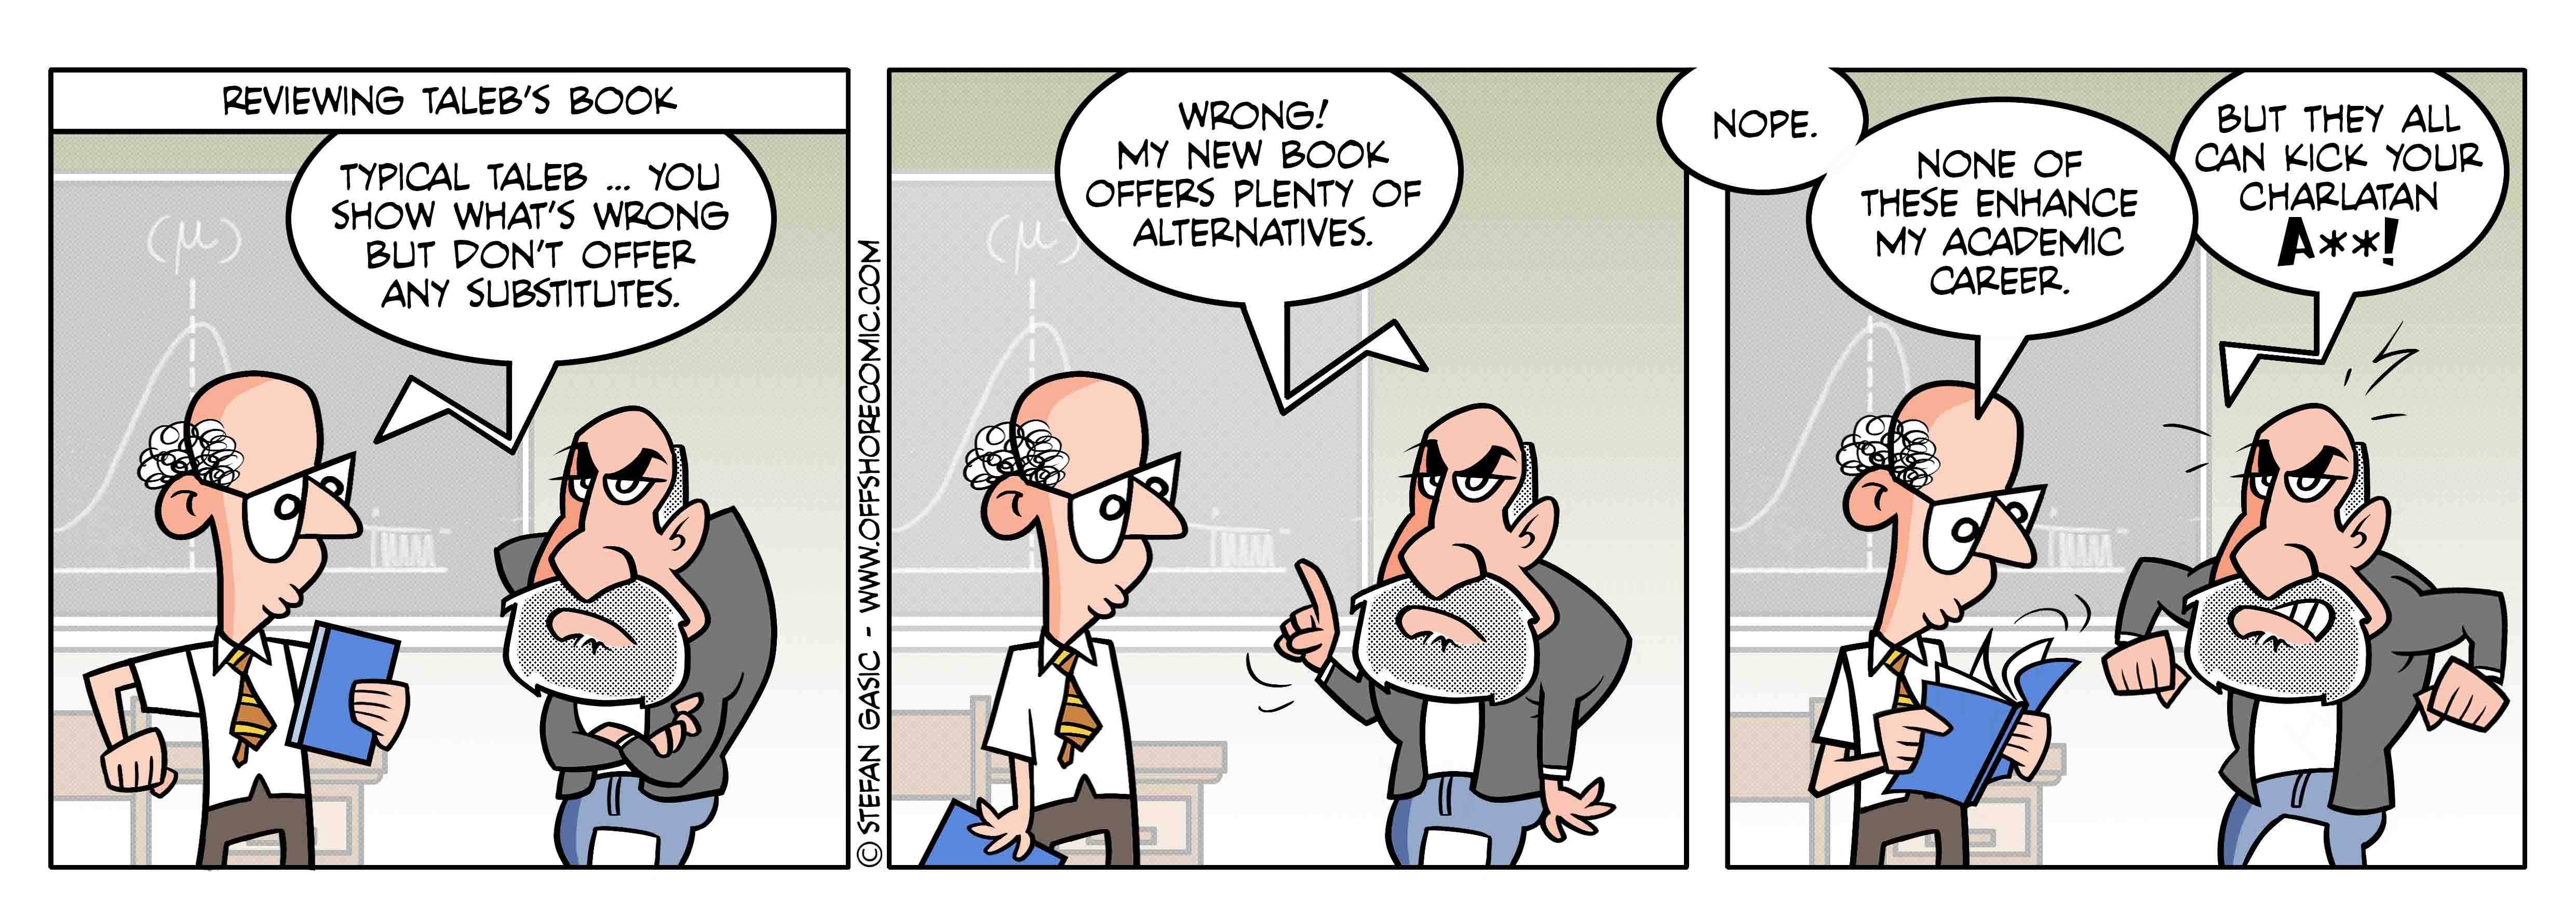 REVIEWING TALEB'S BOOK
TYPICAL TALEB ... YOU
SHOW WHAT'S WRONG
BUT DON'T OFFER
ANY SUBSTITUTES.
(μ)
© STEFAN GASIC - WWW.OFFSHORECOMIC.COM
WRONG!
MY NEW BOOK
OFFERS PLENTY OF
ALTERNATIVES.
(μ)
NOPE.
NONE OF
THESE ENHANCE
MY ACADEMIC
CAREER.
BUT THEY ALL
CAN KICK YOUR
CHARLATAN
A**!